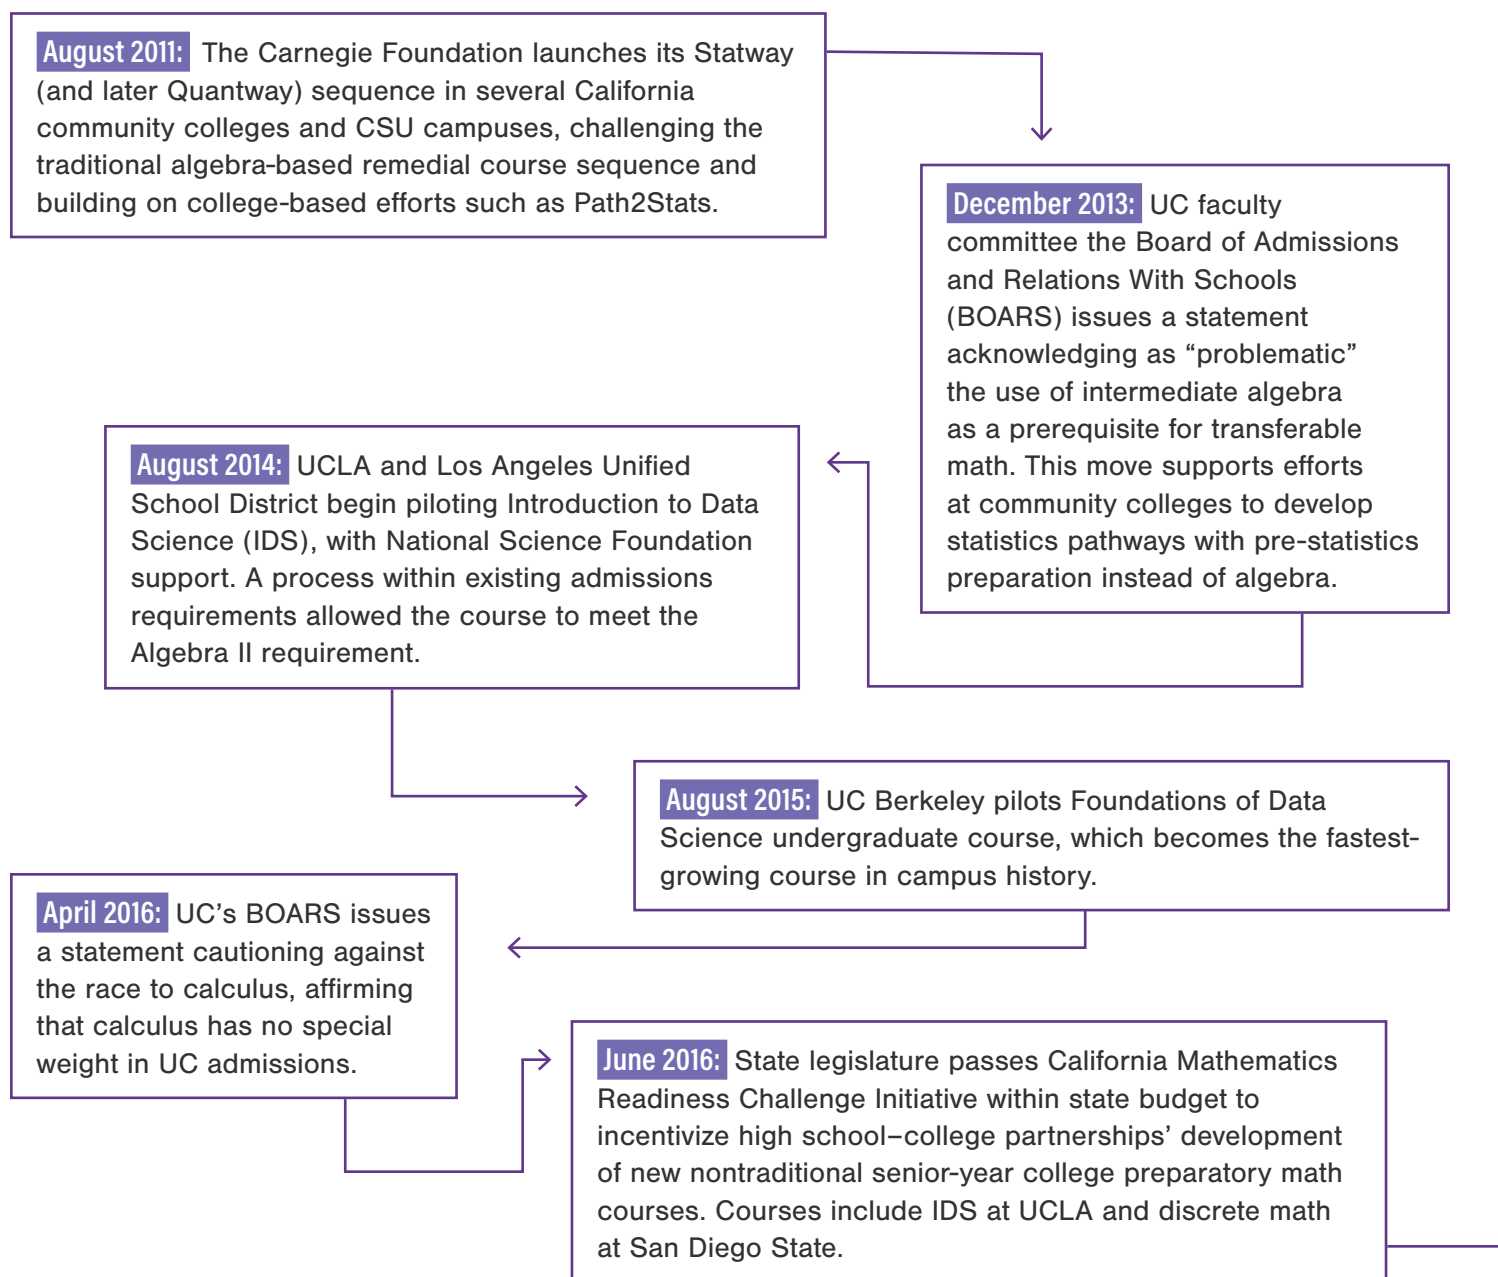 August 2011: The Carnegie Foundation launches its Statway
(and later Quantway) sequence in several California
community colleges and CSU campuses, challenging the
traditional algebra-based remedial course sequence and
building on college-based efforts such as Path2Stats.
December 2013: UC faculty
committee the Board of Admissions
and Relations With Schools
(BOARS) issues a statement
acknowledging as “problematic”
the use of intermediate algebra
as a prerequisite for transferable
math. This move supports efforts
at community colleges to develop
statistics pathways with pre-statistics
preparation instead of algebra.
August 2014: UCLA and Los Angeles Unified
School District begin piloting Introduction to Data
Science (IDS), with National Science Foundation
support. A process within existing admissions
requirements allowed the course to meet the
Algebra II requirement.
August 2015: UC Berkeley pilots Foundations of Data
Science undergraduate course, which becomes the fastest-
growing course in campus history.
April 2016: UC’s BOARS issues
a statement cautioning against
the race to calculus, affirming
that calculus has no special
weight in UC admissions.
June 2016: State legislature passes California Mathematics
Readiness Challenge Initiative within state budget to
incentivize high school–college partnerships’ development
of new nontraditional senior-year college preparatory math
courses. Courses include IDS at UCLA and discrete math
at San Diego State.